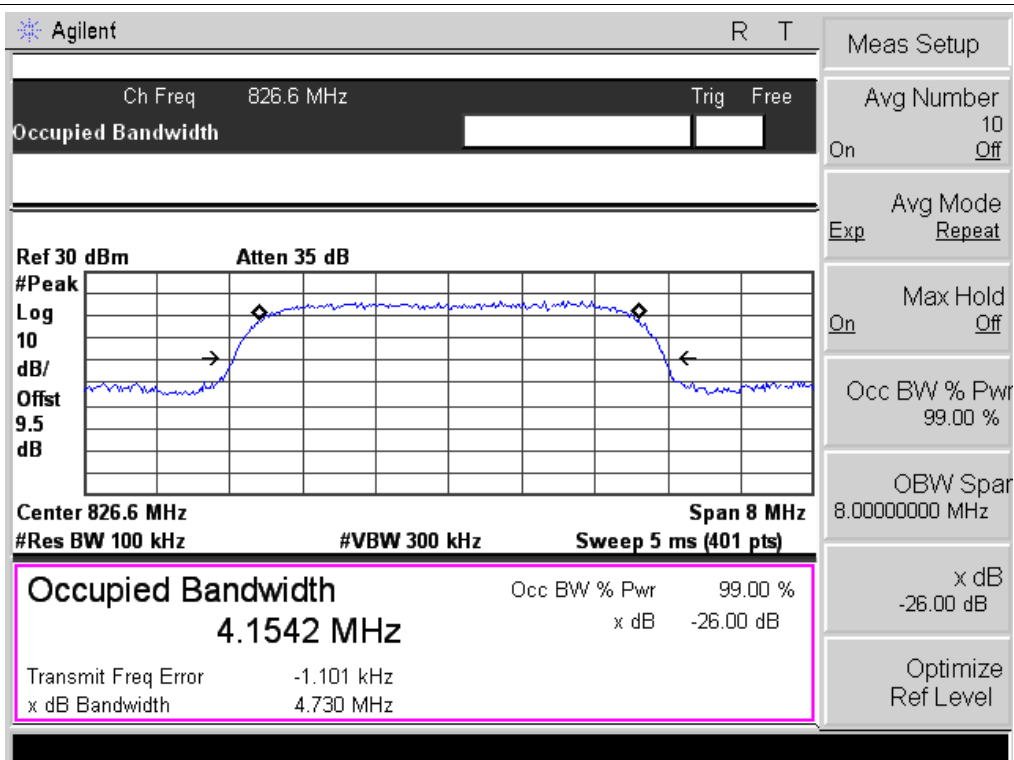 Agilent R T
Ch Freq 826.6 MHz Trig Free
Occupied Bandwidth
Ref 30 dBm Atten 35 dB
#Peak
Log
10
dB/
Offst
9.5
dB
Center 826.6 MHz Span 8 MHz
#Res BW 100 kHz #VBW 300 kHz Sweep 5 ms (401 pts)
Occupied Bandwidth
4.1542 MHz
Occ BW % Pwr 99.00 %
x dB -26.00 dB
Transmit Freq Error -1.101 kHz
x dB Bandwidth 4.730 MHz
Meas Setup
Avg Number
10
On Off
Avg Mode
Exp Repeat
Max Hold
On Off
Occ BW % Pwr
99.00 %
OBW Span
8.00000000 MHz
x dB
-26.00 dB
Optimize
Ref Level